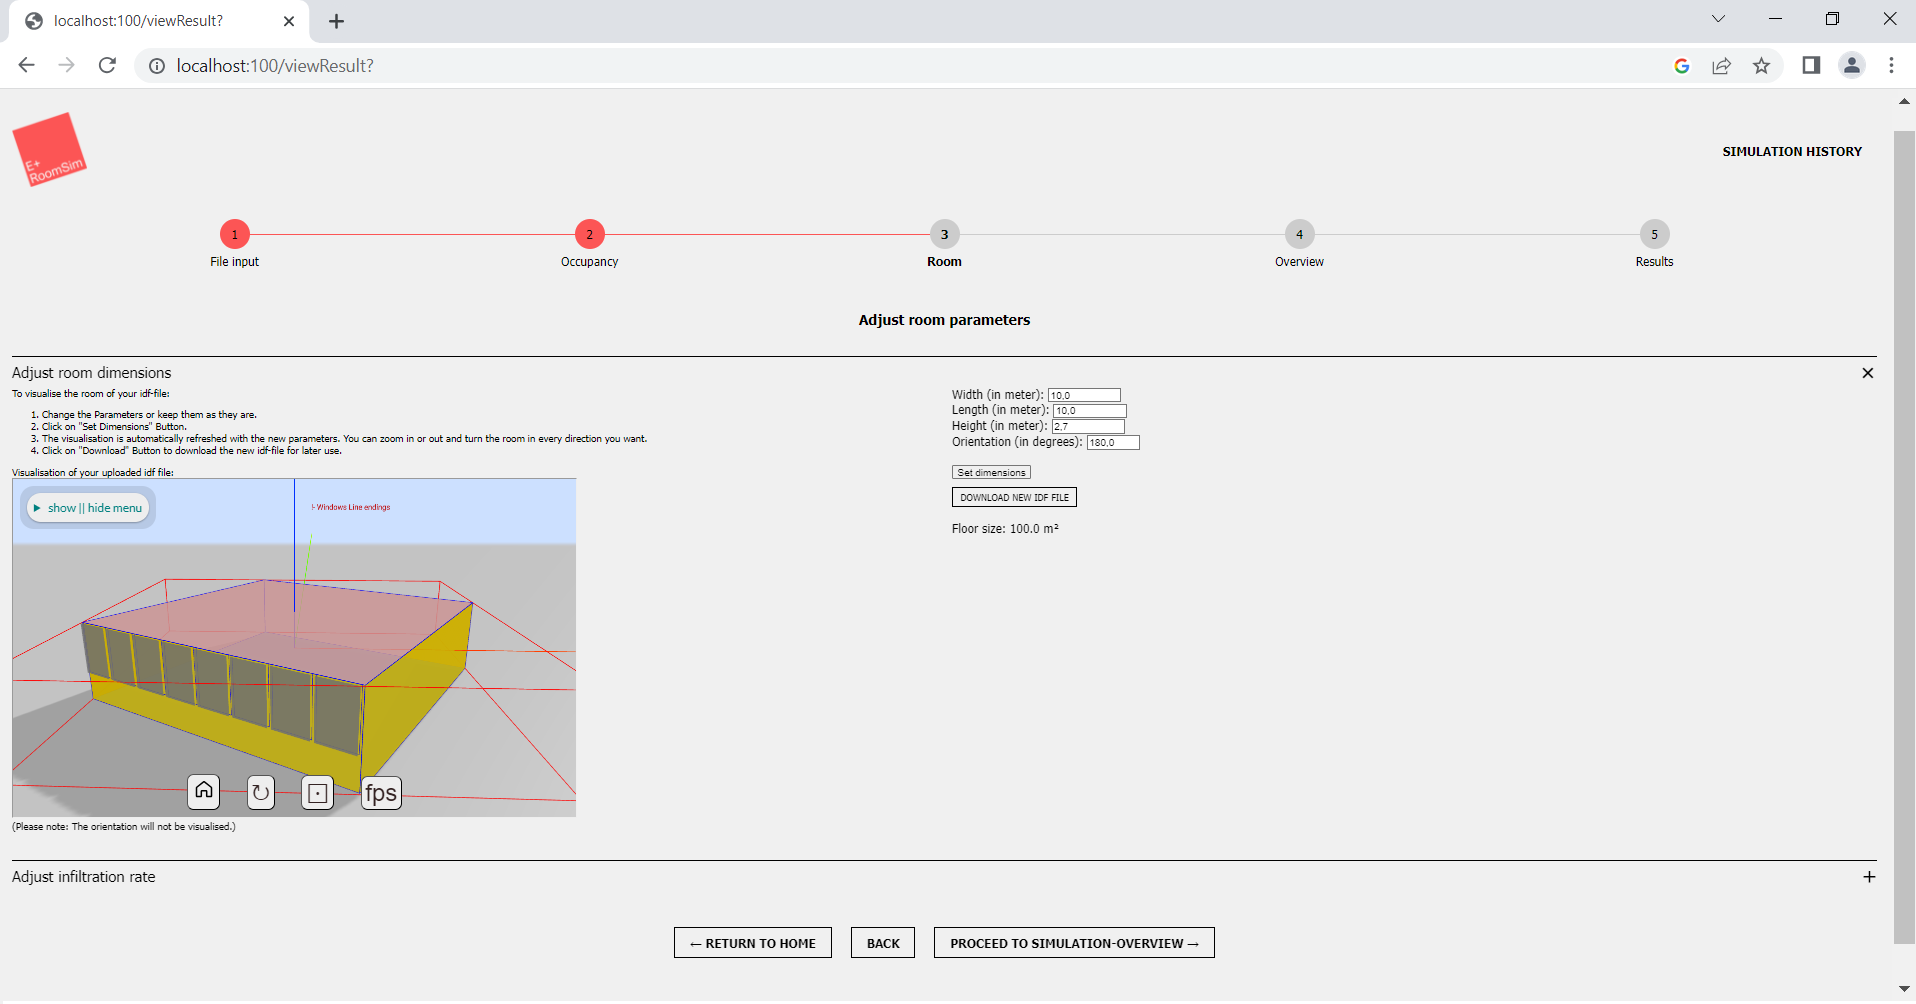 localhost:100/viewResult?
localhost:100/viewResult?
E+
RoomSim
SIMULATION HISTORY
1
2
3
4
5
File input
Occupancy
Room
Overview
Results
Adjust room parameters
Adjust room dimensions
To visualise the room of your idf-file:
1. Change the Parameters or keep them as they are.
2. Click on "Set Dimensions" Button.
3. The visualisation is automatically refreshed with the new parameters. You can zoom in or out and turn the room in every direction you want.
4. Click on "Download" Button to download the new idf-file for later use.
Visualisation of your uploaded idf file:
show || hide menu
!- Windows Line endings
fps
(Please note: The orientation will not be visualised.)
Width (in meter): 10,0
Length (in meter): 10,0
Height (in meter): 2,7
Orientation (in degrees): 180,0
Set dimensions
DOWNLOAD NEW IDF FILE
Floor size: 100.0 m²
Adjust infiltration rate
← RETURN TO HOME
BACK
PROCEED TO SIMULATION-OVERVIEW →